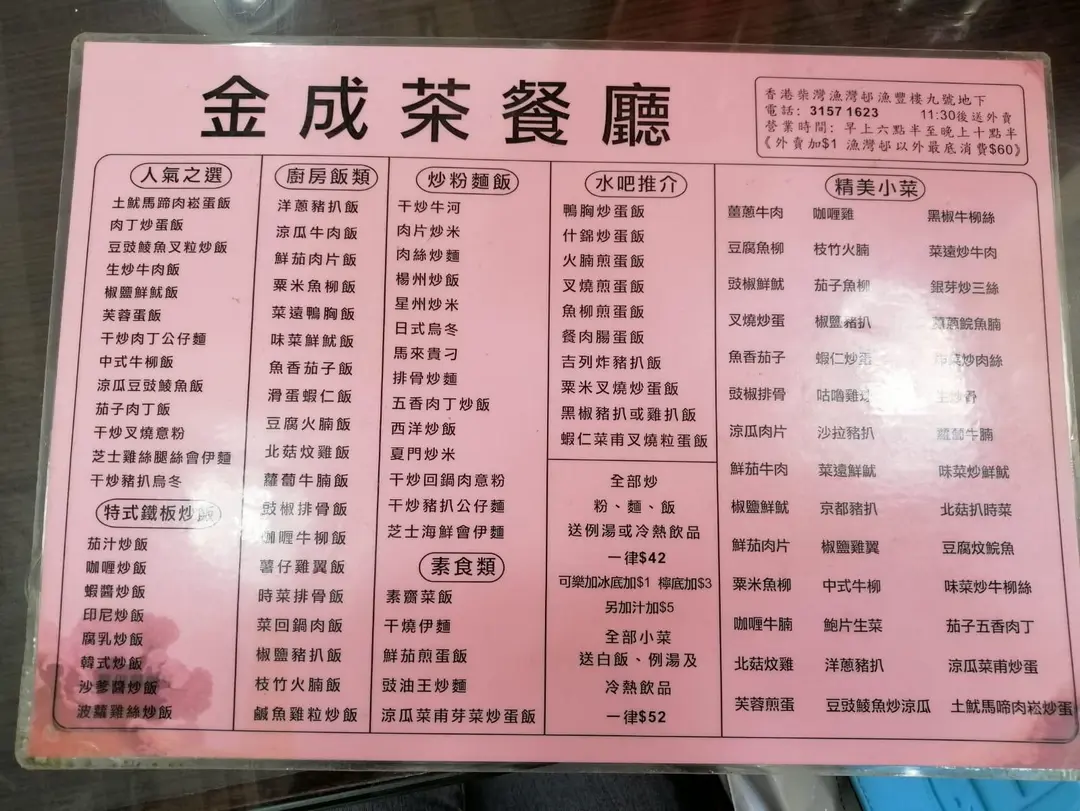 金成茶餐廳
香港柴灣漁灣邨漁豐樓九號地下
電話: 3157 1623 11:30後送外賣
營業時間: 早上六點半至晚上十點半
《外賣加$1 漁灣邨以外最底消費$60》
人氣之選
土魷馬蹄肉崧蛋飯
肉丁炒蛋飯
豆豉鯪魚叉粒炒飯
生炒牛肉飯
椒鹽鮮魷飯
芙蓉蛋飯
干炒肉丁公仔麵
中式牛柳飯
涼瓜豆豉鯪魚飯
茄子肉丁飯
干炒叉燒意粉
芝士雞絲腿絲會伊麵
干炒豬扒烏冬
特式鐵板炒飯
茄汁炒飯
咖喱炒飯
蝦醬炒飯
印尼炒飯
腐乳炒飯
韓式炒飯
沙爹醬炒飯
波蘿雞絲炒飯
廚房飯類
洋蔥豬扒飯
涼瓜牛肉飯
鮮茄肉片飯
粟米魚柳飯
菜遠鴨胸飯
味菜鮮魷飯
魚香茄子飯
滑蛋蝦仁飯
豆腐火腩飯
北菇炆雞飯
蘿蔔牛腩飯
豉椒排骨飯
咖喱牛柳飯
薯仔雞翼飯
時菜排骨飯
菜回鍋肉飯
椒鹽豬扒飯
枝竹火腩飯
鹹魚雞粒炒飯
炒粉麵飯
干炒牛河
肉片炒米
肉絲炒麵
楊州炒飯
星州炒米
日式烏冬
馬來貴刁
排骨炒麵
五香肉丁炒飯
西洋炒飯
夏門炒米
干炒回鍋肉意粉
干炒豬扒公仔麵
芝士海鮮會伊麵
素食類
素齋菜飯
干燒伊麵
鮮茄煎蛋飯
豉油王炒麵
涼瓜菜甫芽菜炒蛋飯
水吧推介
鴨胸炒蛋飯
什錦炒蛋飯
火腩煎蛋飯
叉燒煎蛋飯
魚柳煎蛋飯
餐肉腸蛋飯
吉列炸豬扒飯
粟米叉燒炒蛋飯
黑椒豬扒或雞扒飯
蝦仁菜甫叉燒粒蛋飯
全部炒
粉、麵、飯
送例湯或冷熱飲品
一律$42
可樂加冰底加$1 檸底加$3
另加汁加$5
全部小菜
送白飯、例湯及
冷熱飲品
一律$52
精美小菜
薑蔥牛肉 咖喱雞 黑椒牛柳絲
豆腐魚柳 枝竹火腩 菜遠炒牛肉
豉椒鮮魷 茄子魚柳 銀芽炒三絲
叉燒炒蛋 椒鹽豬扒 薑蔥鯇魚腩
魚香茄子 蝦仁炒蛋 炒肉絲
豉椒排骨 咕嚕雞 生炒骨
涼瓜肉片 沙拉豬扒 蘿蔔牛腩
鮮茄牛肉 菜遠鮮魷 味菜炒鮮魷
椒鹽鮮魷 京都豬扒 北菇扒時菜
鮮茄肉片 椒鹽雞翼 豆腐炆鯇魚
粟米魚柳 中式牛柳 味菜炒牛柳絲
咖喱牛腩 鮑片生菜 茄子五香肉丁
北菇炆雞 洋蔥豬扒 涼瓜菜甫炒蛋
芙蓉煎蛋 豆豉鯪魚炒涼瓜 土魷馬啼肉崧炒蛋